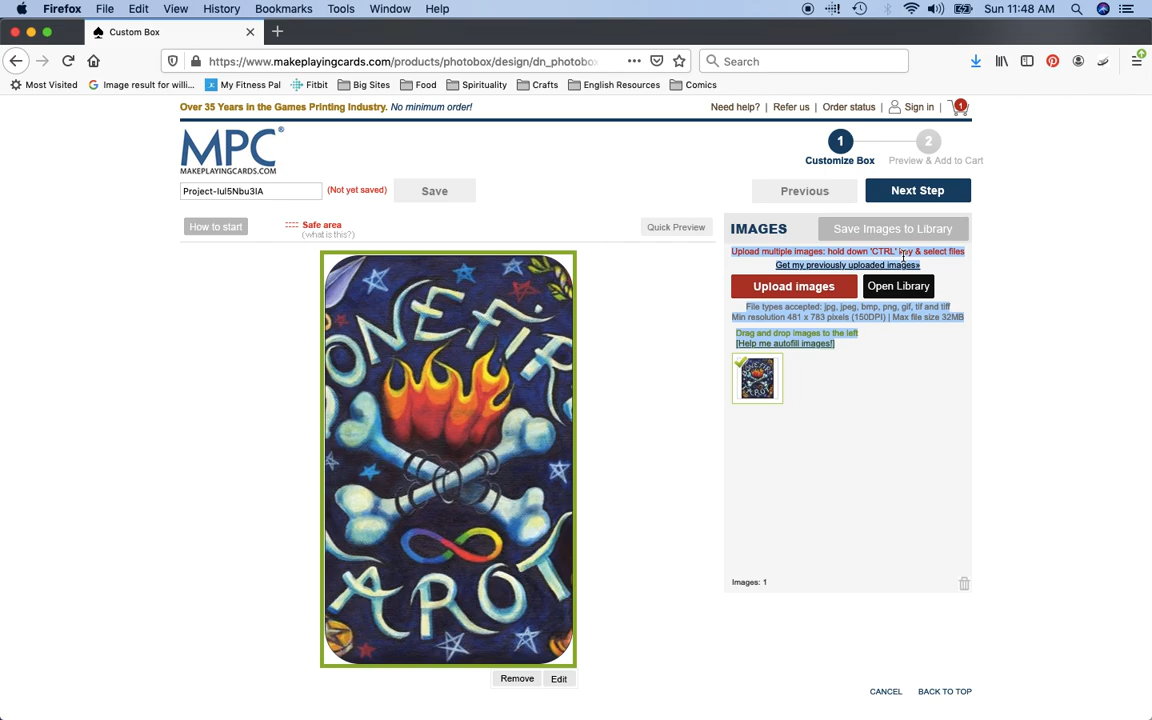 Firefox File Edit View History Bookmarks Tools Window Help Sun 11:48 AM
Custom Box
https://www.makeplayingcards.com/products/photobox/design/dn_photobox
Search
Most Visited Image result for willi... My Fitness Pal Fitbit Big Sites Food Spirituality Crafts English Resources Comics
Over 35 Years in the Games Printing Industry. No minimum order!
Need help? | Refer us | Order status | Sign in | 1
MPC®
MAKEPLAYINGCARDS.COM
1 2
Customize Box Preview & Add to Cart
Project-Iul5Nbu3IA (Not yet saved) Save Previous Next Step
How to start Safe area
(what is this?)
Quick Preview
IMAGES Save Images to Library
Upload multiple images: hold down 'CTRL' key & select files
Get my previously uploaded images»
Upload images Open Library
File types accepted: jpg, jpeg, bmp, png, gif, tif and tiff
Min resolution 481 x 783 pixels (150DPI) | Max file size 32MB
Drag and drop images to the left
[Help me autofill images!]
ONEFIR
AROT
Images: 1
Remove Edit
CANCEL BACK TO TOP